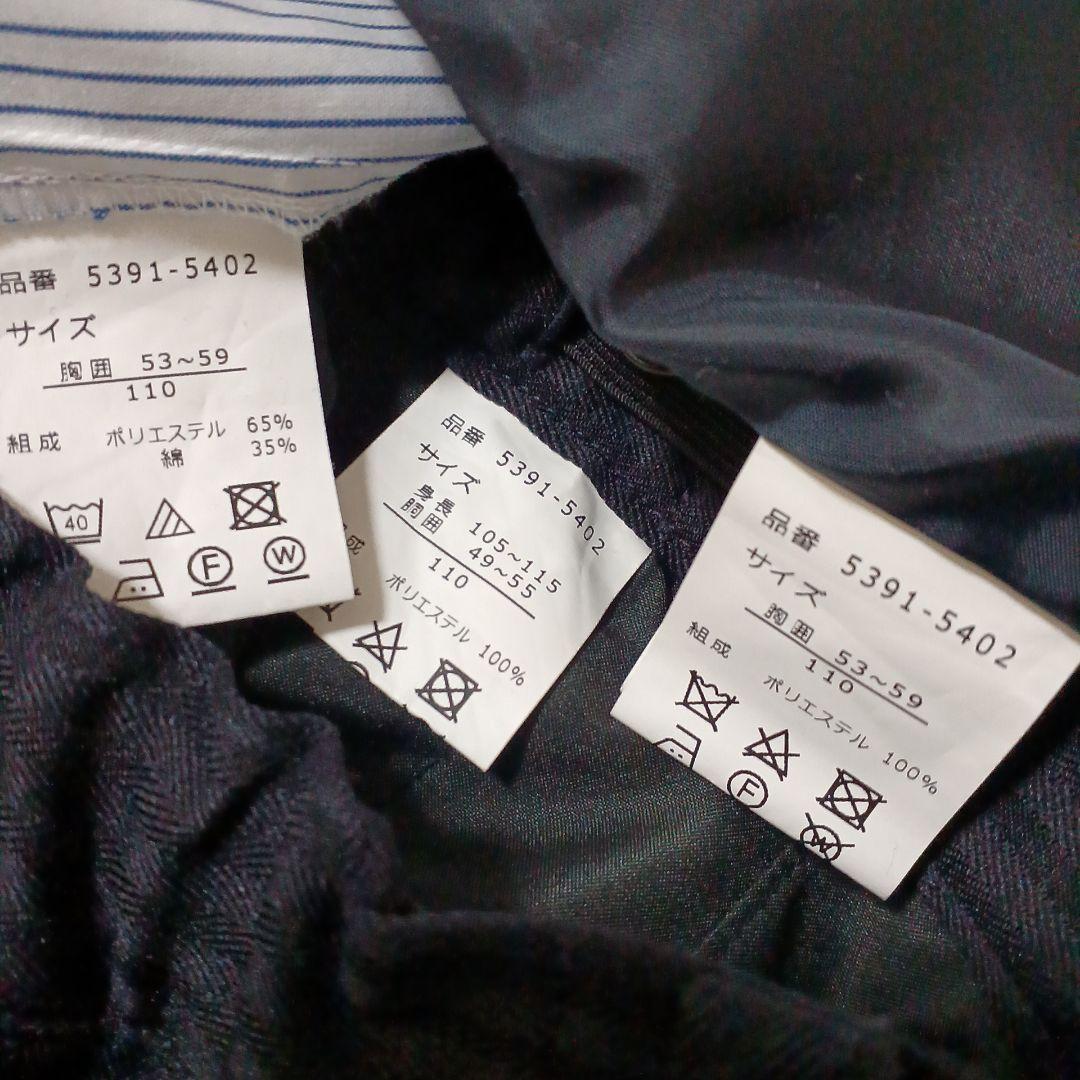 品番 5391-5402
サイズ
胸囲 53~59
110
組成 ポリエステル 65%
綿 35%
40
F
W
品番 5391-5402
サイズ
身長 105~115
胴囲 49~55
110
成 ポリエステル 100%
品番 5391-5402
サイズ
胸囲 53~59
110
組成 ポリエステル 100%
F
W